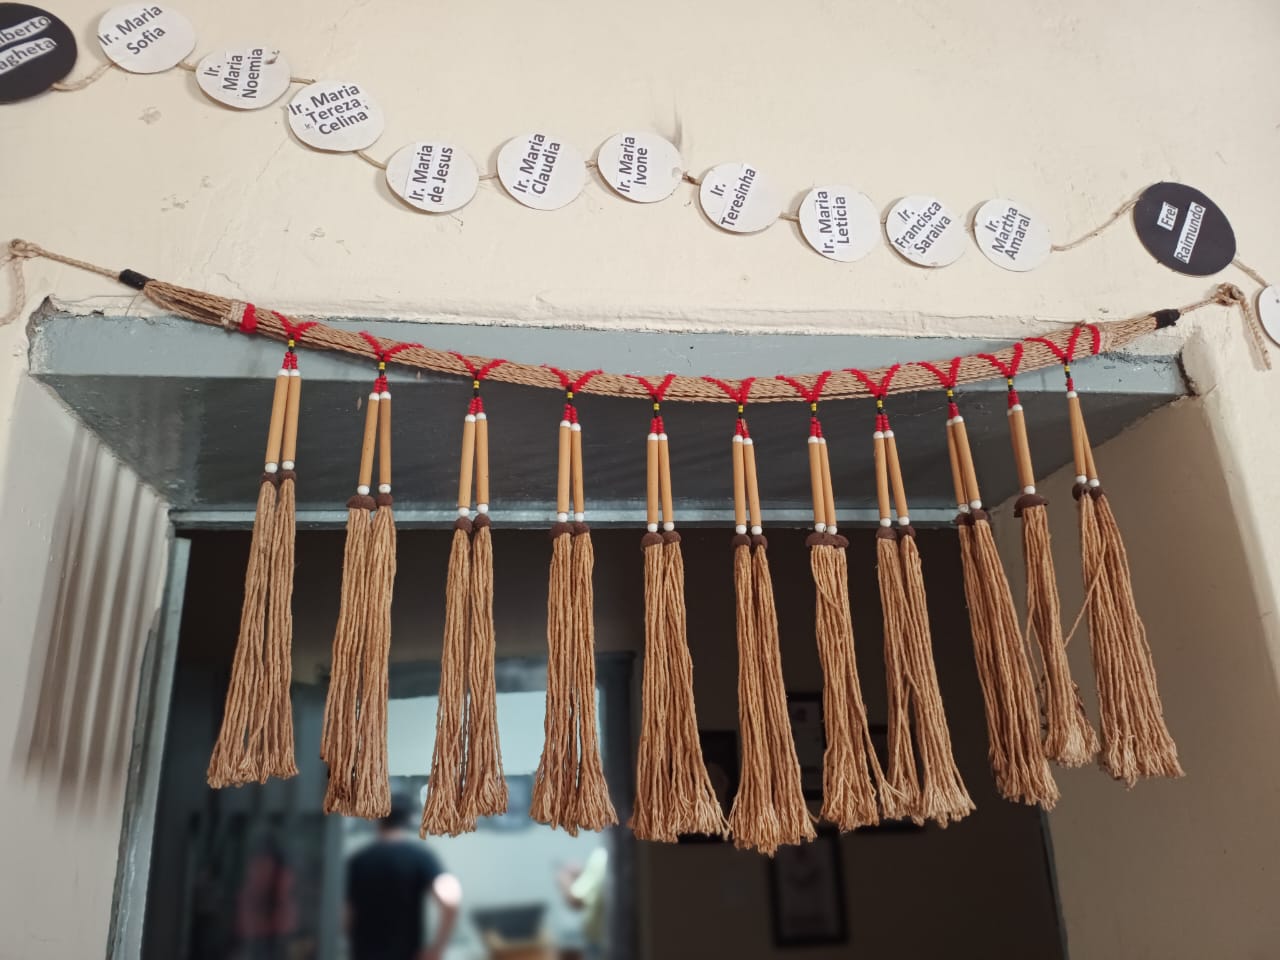 Ir. Maria
Sofia
Ir.
Maria
Noemia
Ir. Maria
Tereza
Celina
Ir. Maria
de Jesus
Ir. Maria
Claudia
Ir. Maria
Ivone
Ir.
Teresinha
Ir. Maria
Leticia
Ir.
Francisca
Saraiva
Ir.
Martha
Amaral
Frei
Raimundo